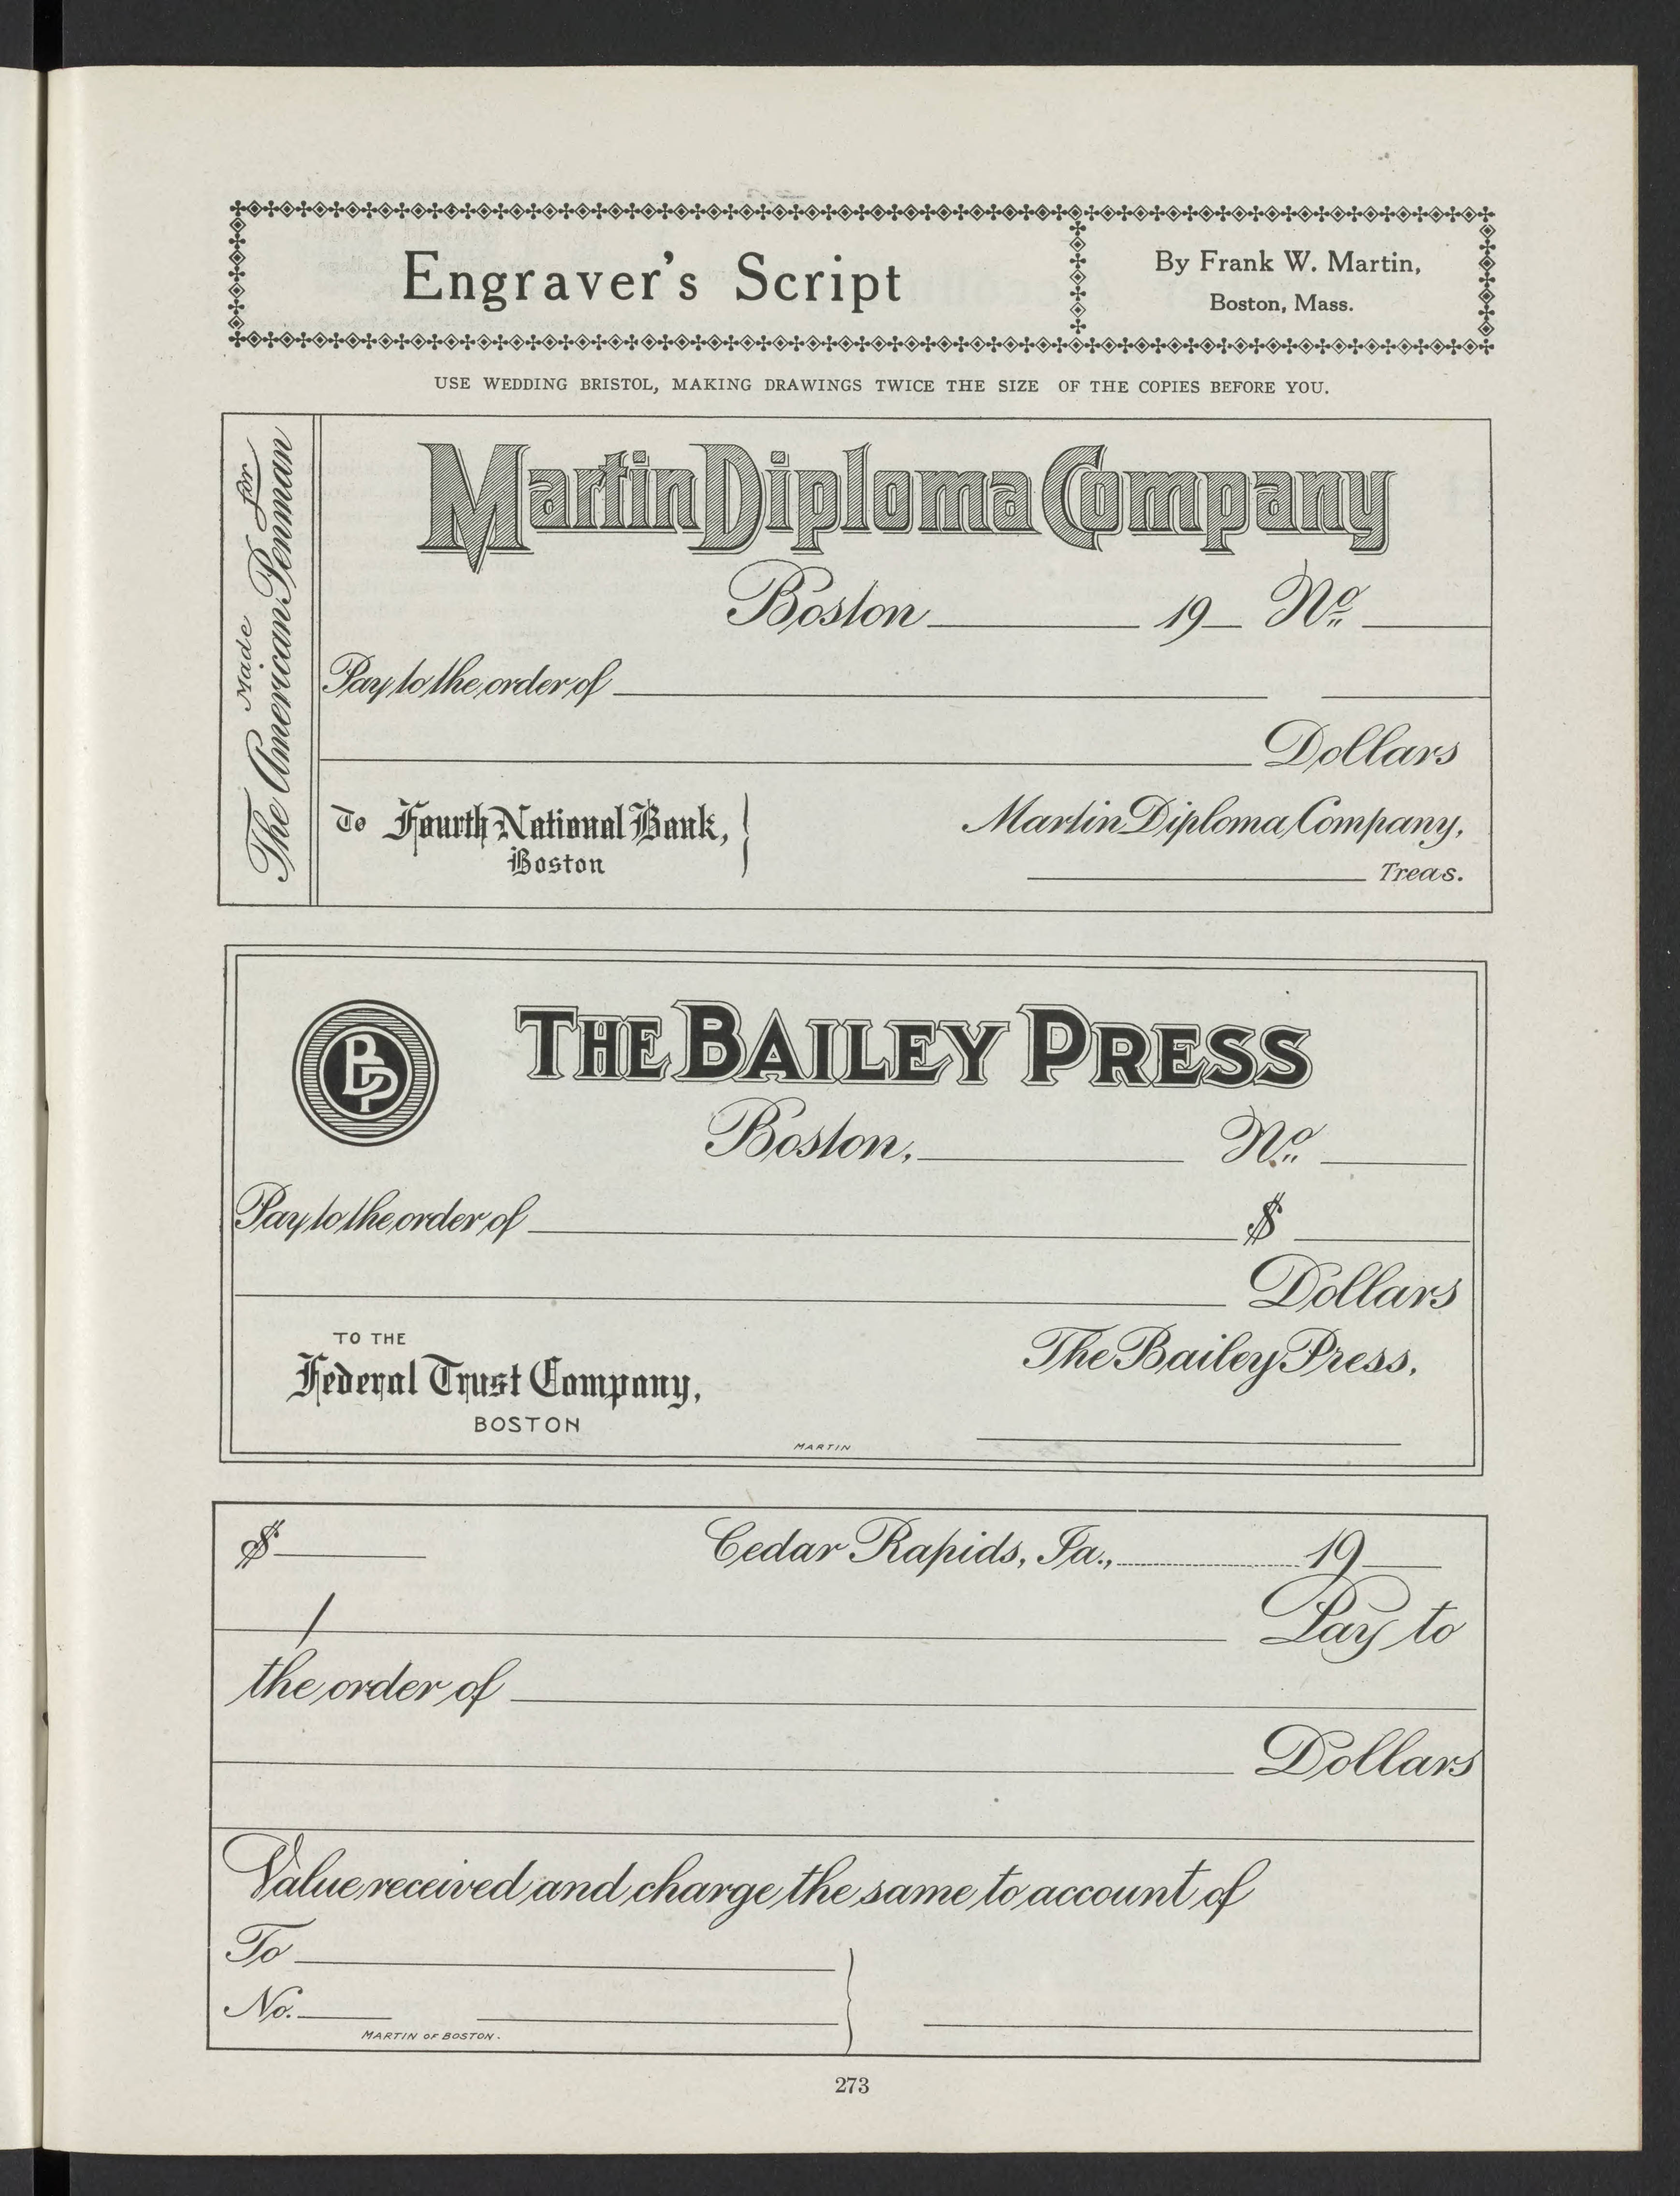 Engraver's Script
By Frank W. Martin,
Boston, Mass.
USE WEDDING BRISTOL, MAKING DRAWINGS TWICE THE SIZE OF THE COPIES BEFORE YOU.
Made for
The American Penman
Martin Diploma Company
Boston 19 No.
Pay to the order of
Dollars
To Fourth National Bank,
Boston
Martin Diploma Company,
Treas.
BP
THE BAILEY PRESS
Boston, No.
Pay to the order of $
Dollars
TO THE
Federal Trust Company,
BOSTON
The Bailey Press.
MARTIN
$ Cedar Rapids, Ia., 19
Pay to
the order of
Dollars
Value received and charge the same to account of
To
No.
MARTIN OF BOSTON.
273